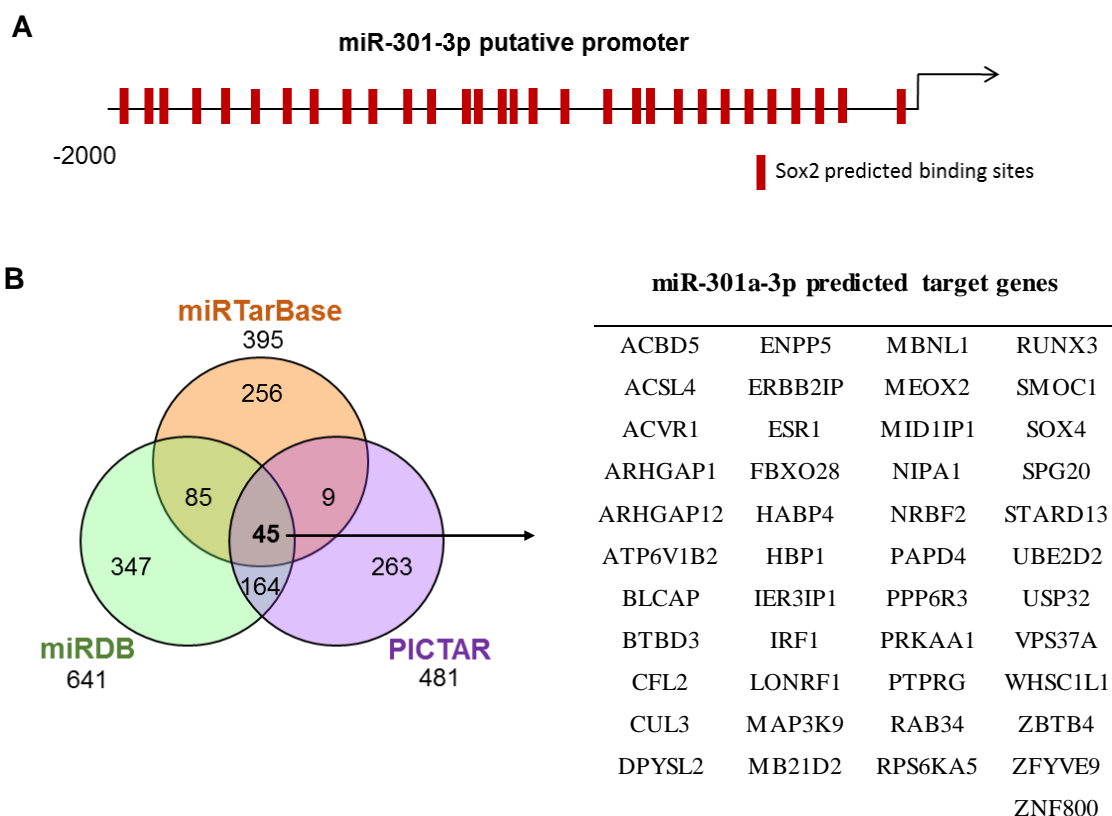 A
miR-301-3p putative promoter
-2000
Sox2 predicted binding sites
B
miRTarBase
395
256
85
9
45
347
164
263
miRDB
641
PICTAR
481
miR-301a-3p predicted target genes
ACBD5 ENPP5 MBNL1 RUNX3
ACSL4 ERBB2IP MEOX2 SMOC1
ACVR1 ESR1 MID1IP1 SOX4
ARHGAP1 FBXO28 NIPA1 SPG20
ARHGAP12 HABP4 NRBF2 STARD13
ATP6V1B2 HBP1 PAPD4 UBE2D2
BLCAP IER3IP1 PPP6R3 USP32
BTBD3 IRF1 PRKAA1 VPS37A
CFL2 LONRF1 PTPRG WHSC1L1
CUL3 MAP3K9 RAB34 ZBTB4
DPYSL2 MB21D2 RPS6KA5 ZFYVE9
ZNF800